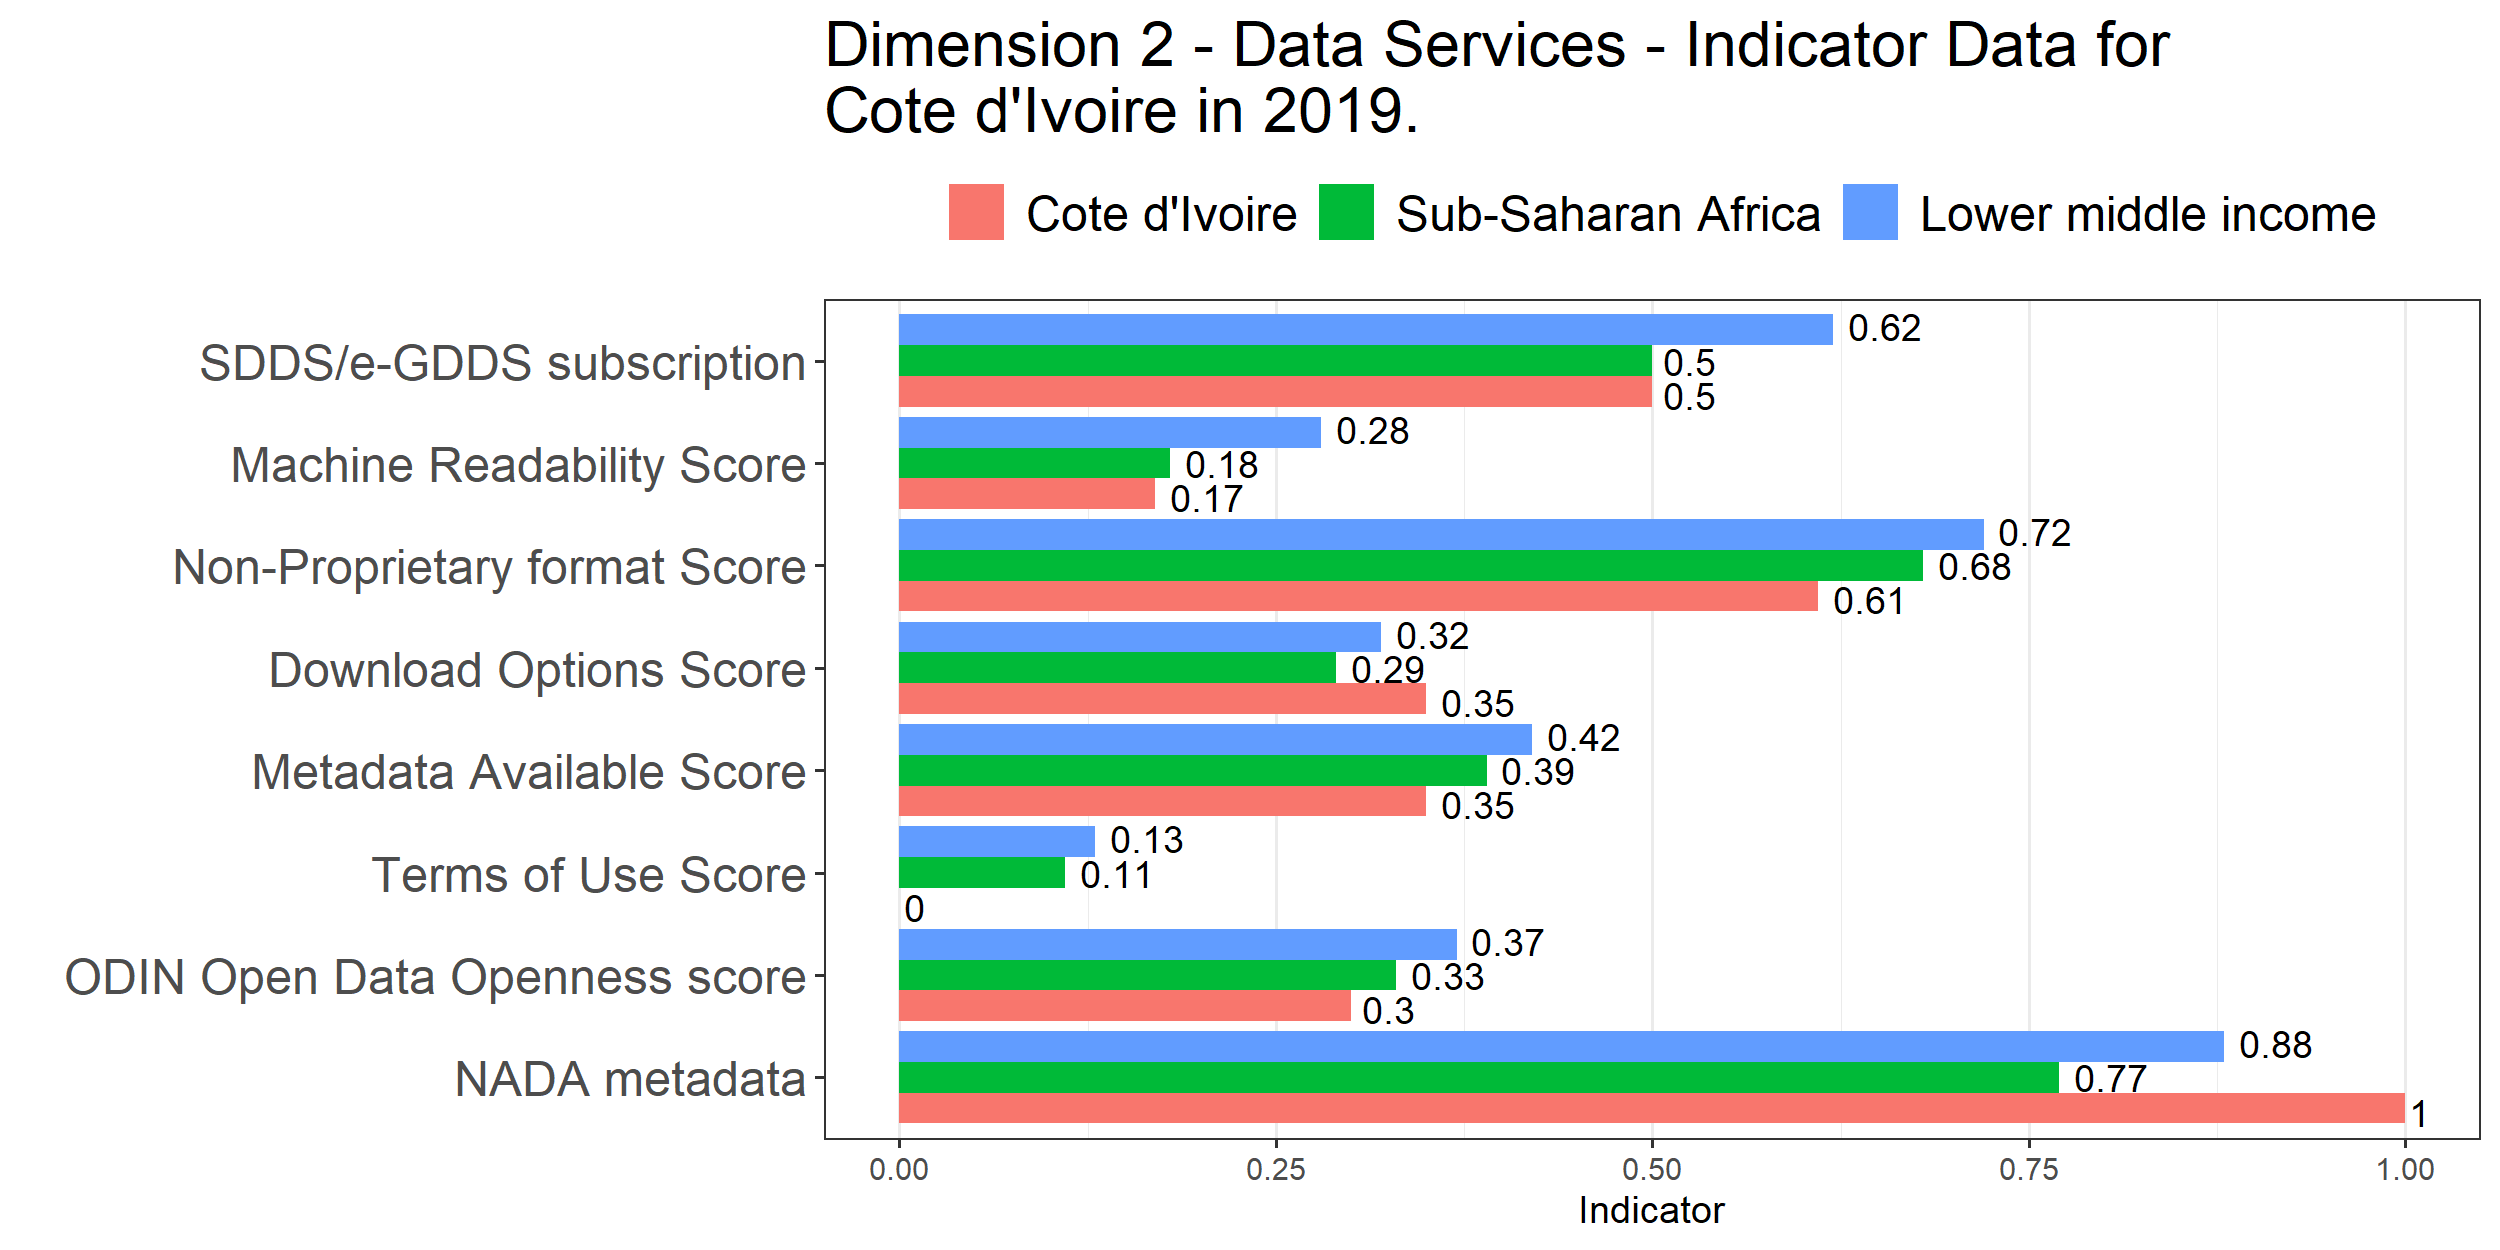 Dimension 2 - Data Services - Indicator Data for
Cote d'Ivoire in 2019.
Cote d'Ivoire Sub-Saharan Africa Lower middle income
SDDS/e-GDDS subscription
0.62
0.5
0.5
Machine Readability Score
0.28
0.18
0.17
Non-Proprietary format Score
0.72
0.68
0.61
Download Options Score
0.32
0.29
0.35
Metadata Available Score
0.42
0.39
0.35
Terms of Use Score
0.13
0.11
0
ODIN Open Data Openness score
0.37
0.33
0.3
NADA metadata
0.88
0.77
1
0.00 0.25 0.50 0.75 1.00
Indicator